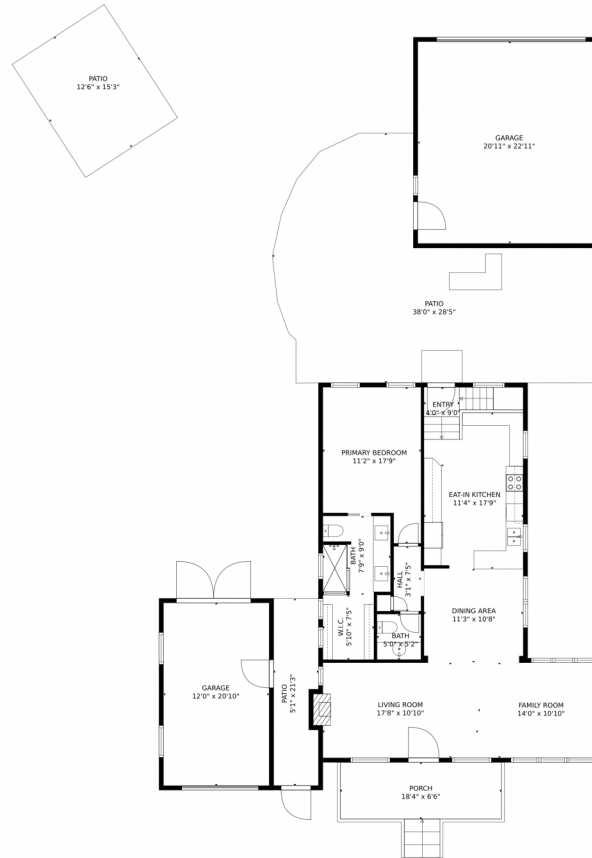 PATIO
12'6" x 15'3"
GARAGE
20'11" x 22'11"
PATIO
38'0" x 28'5"
ENTRY
4'0" x 9'0"
PRIMARY BEDROOM
11'2" x 17'9"
EAT-IN KITCHEN
11'4" x 17'9"
BATH
7'9" x 9'0"
HALL
3'1" x 7'5"
DINING AREA
11'3" x 10'8"
W.I.C.
5'10" x 7'5"
BATH
5'0" x 5'2"
GARAGE
12'0" x 20'10"
PATIO
5'1" x 21'3"
LIVING ROOM
17'8" x 10'10"
FAMILY ROOM
14'0" x 10'10"
PORCH
18'4" x 6'6"